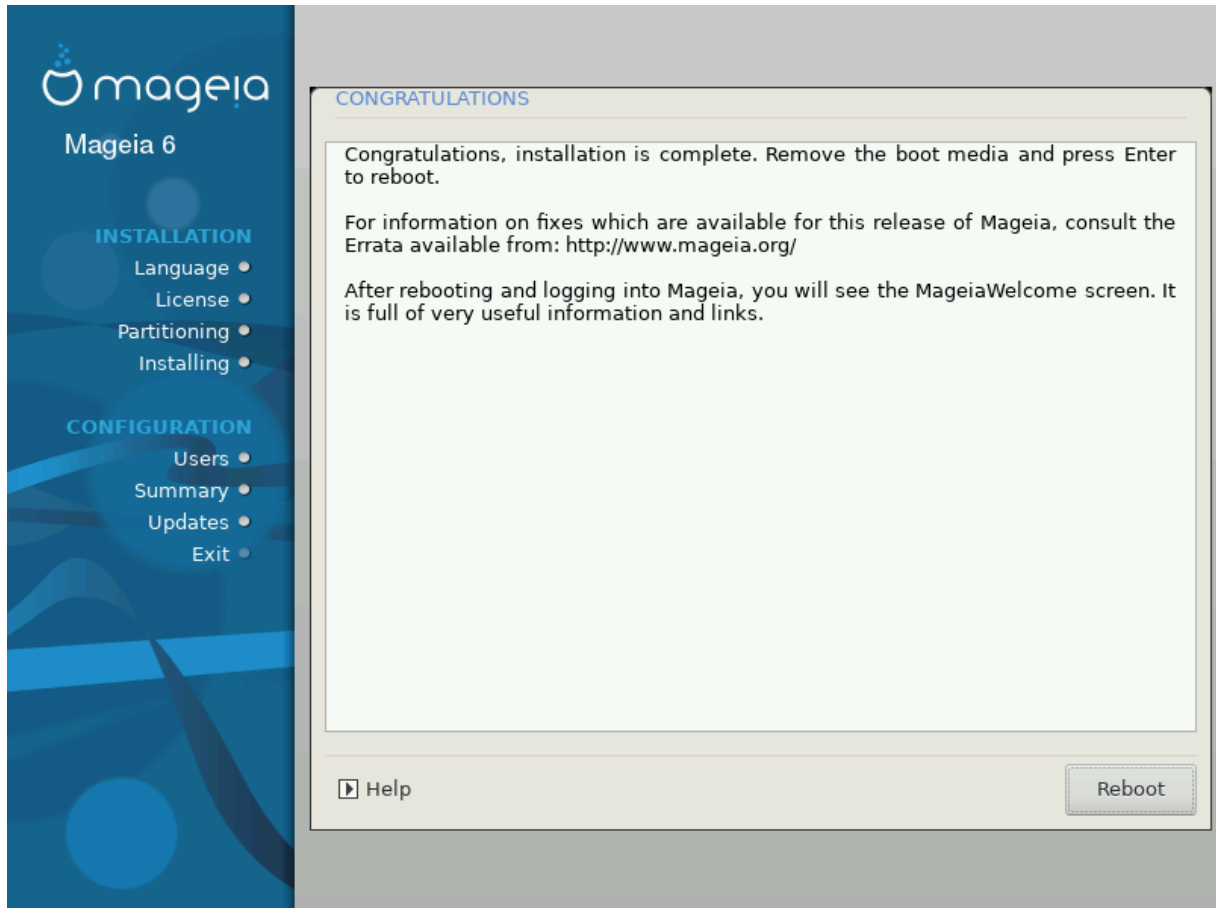 mageia
Mageia 6
INSTALLATION
Language
License
Partitioning
Installing
CONFIGURATION
Users
Summary
Updates
Exit
CONGRATULATIONS
Congratulations, installation is complete. Remove the boot media and press Enter
to reboot.
For information on fixes which are available for this release of Mageia, consult the
Errata available from: http://www.mageia.org/
After rebooting and logging into Mageia, you will see the MageiaWelcome screen. It
is full of very useful information and links.
Help
Reboot